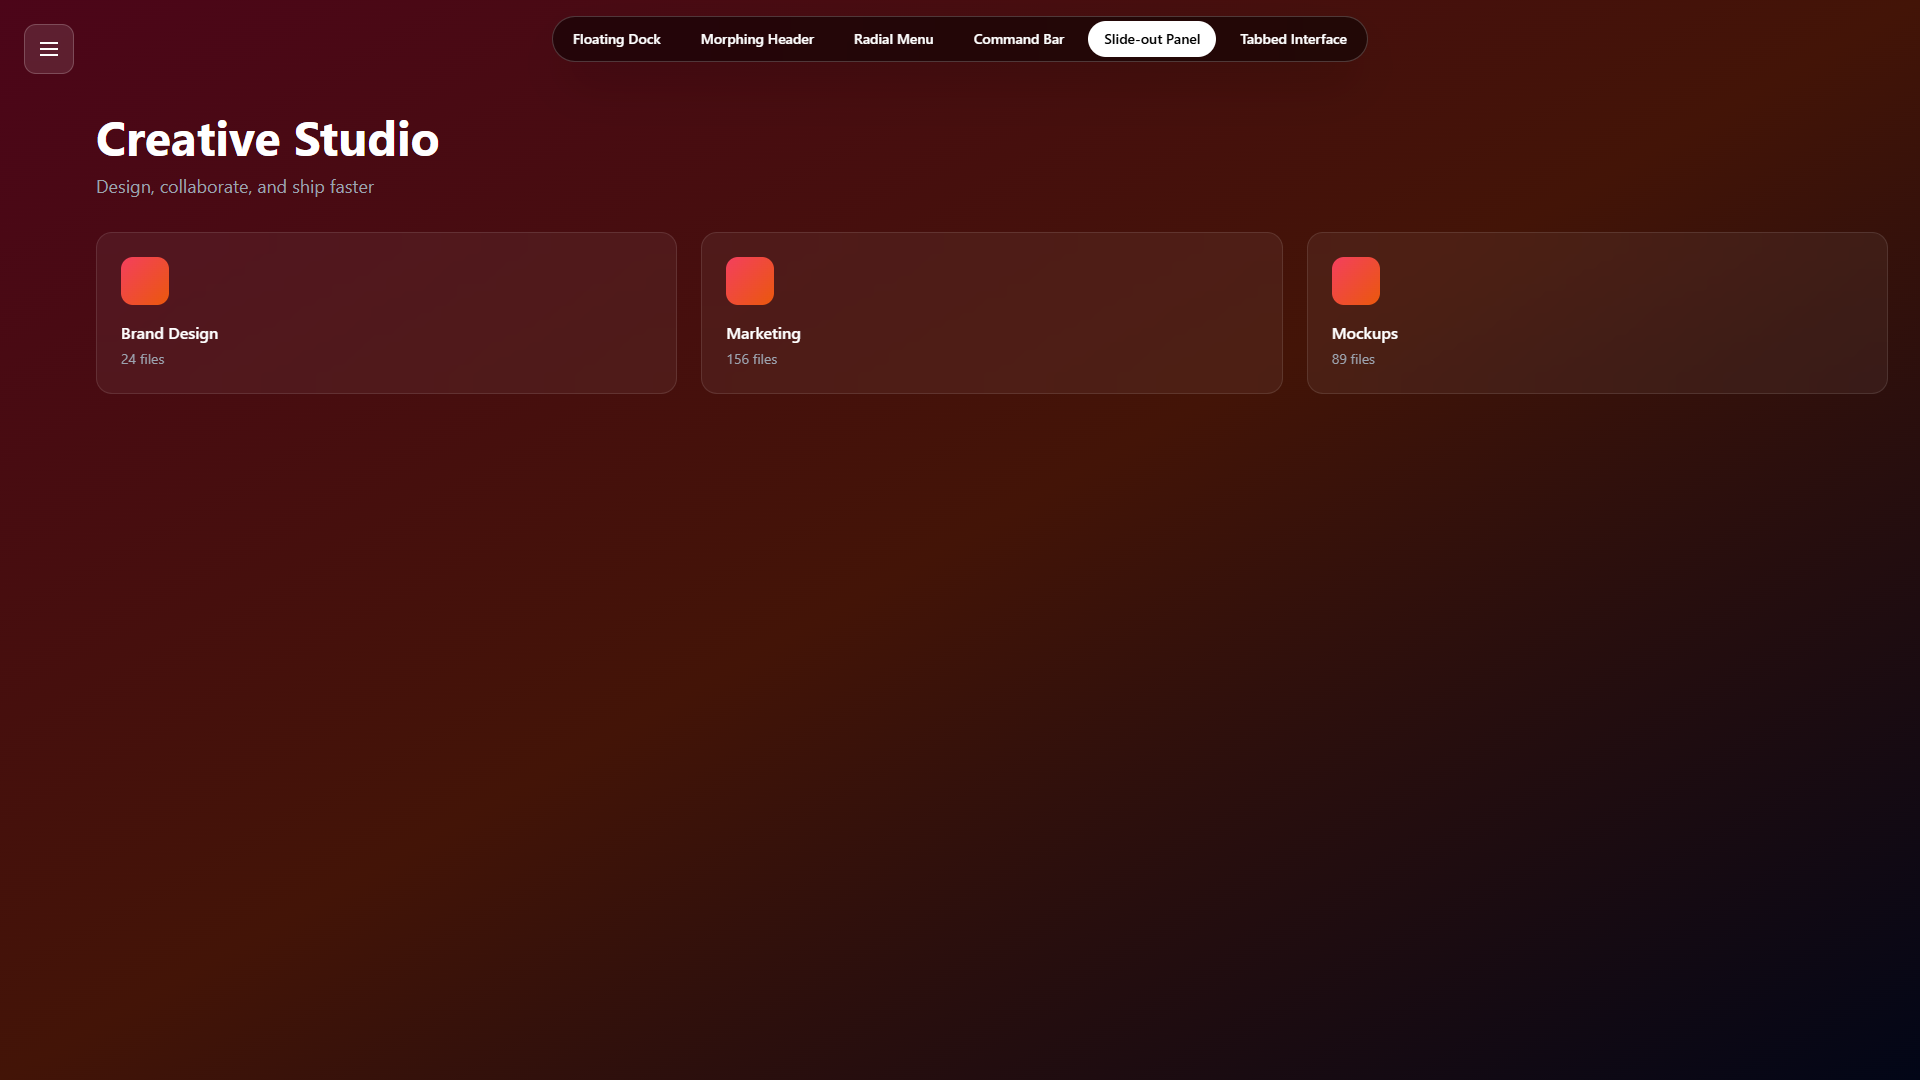 Floating Dock
Morphing Header
Radial Menu
Command Bar
Slide-out Panel
Tabbed Interface
Creative Studio
Design, collaborate, and ship faster
Brand Design
24 files
Marketing
156 files
Mockups
89 files